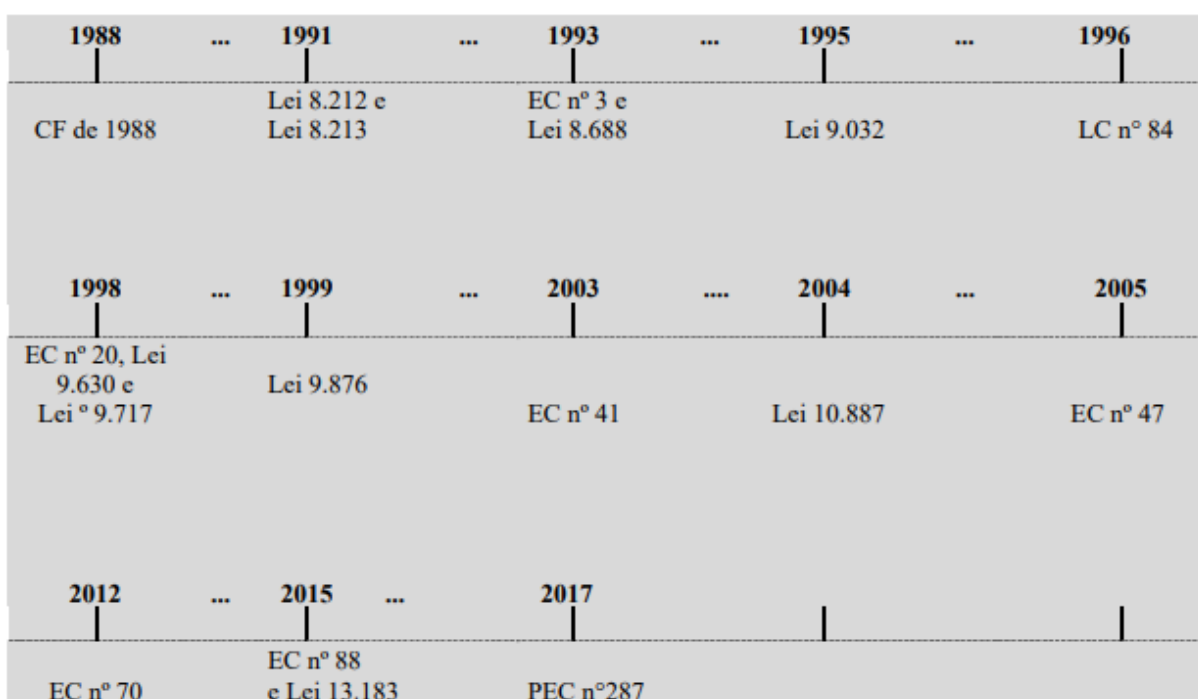 1988 ... 1991 ... 1993 ... 1995 ... 1996
Lei 8.212 e EC nº 3 e
CF de 1988 Lei 8.213 Lei 8.688 Lei 9.032 LC n° 84
1998 ... 1999 ... 2003 .... 2004 ... 2005
EC nº 20, Lei
9.630 e Lei 9.876
Lei º 9.717 EC nº 41 Lei 10.887 EC nº 47
2012 ... 2015 ... 2017
EC nº 88
EC nº 70 e Lei 13.183 PEC n°287